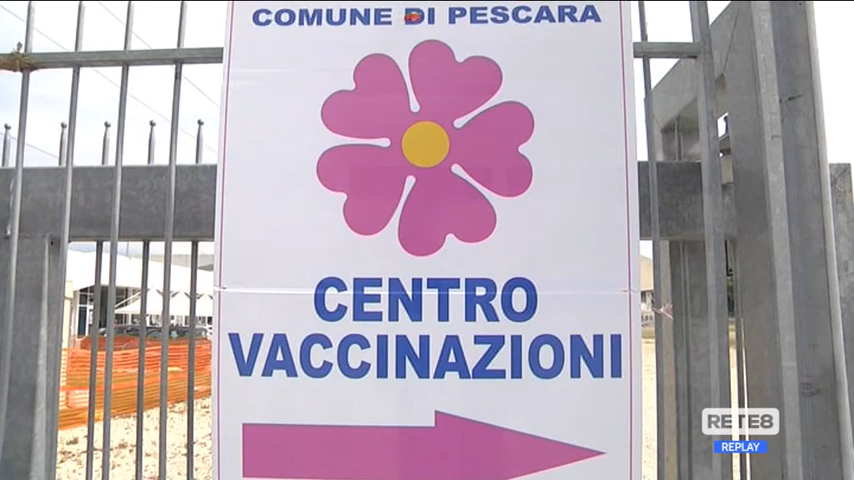 COMUNE DI PESCARA
CENTRO
VACCINAZIONI
RETE8
REPLAY